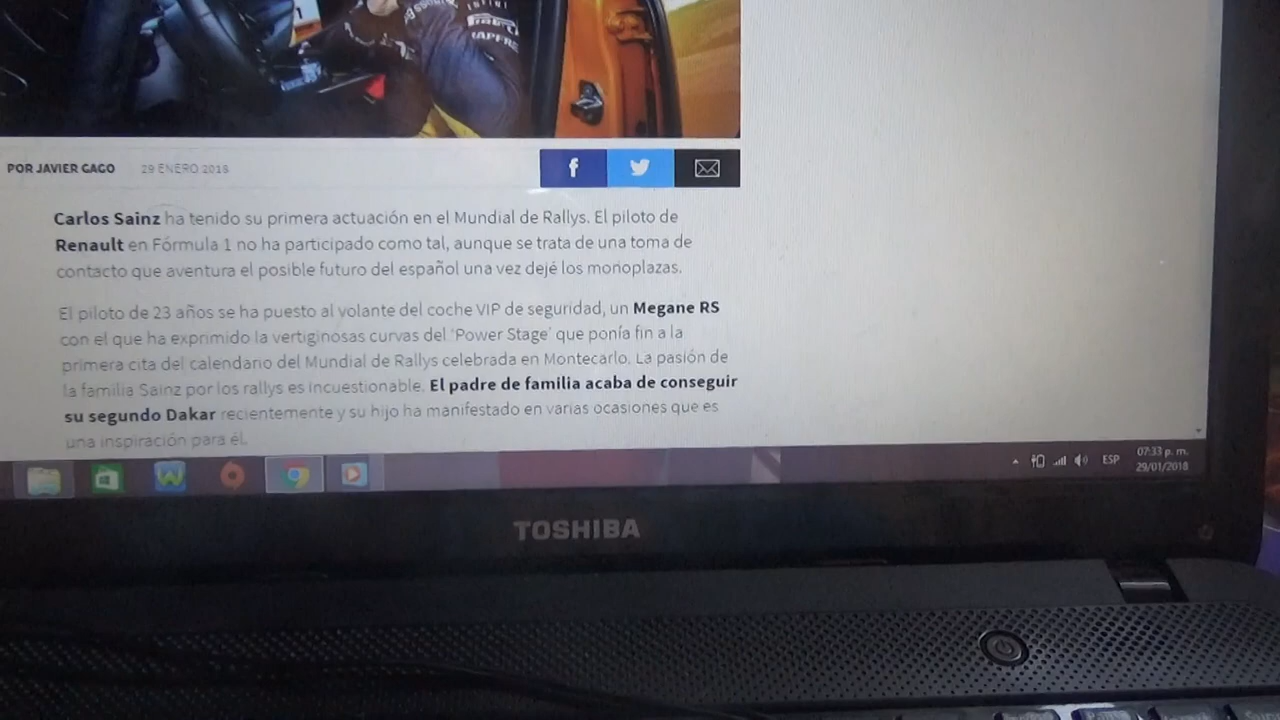 1
INFINITI
MAPFRE
POR JAVIER GAGO 29 ENERO 2018
f
Carlos Sainz ha tenido su primera actuación en el Mundial de Rallys. El piloto de
Renault en Fórmula 1 no ha participado como tal, aunque se trata de una toma de
contacto que aventura el posible futuro del español una vez dejé los monoplazas.
El piloto de 23 años se ha puesto al volante del coche VIP de seguridad, un Megane RS
con el que ha exprimido la vertiginosas curvas del 'Power Stage' que ponía fin a la
primera cita del calendario del Mundial de Rallys celebrada en Montecarlo. La pasión de
la familia Sainz por los rallys es incuestionable. El padre de familia acaba de conseguir
su segundo Dakar recientemente y su hijo ha manifestado en varias ocasiones que es
una inspiración para él.
W
ESP
07:33 p. m.
29/01/2018
TOSHIBA